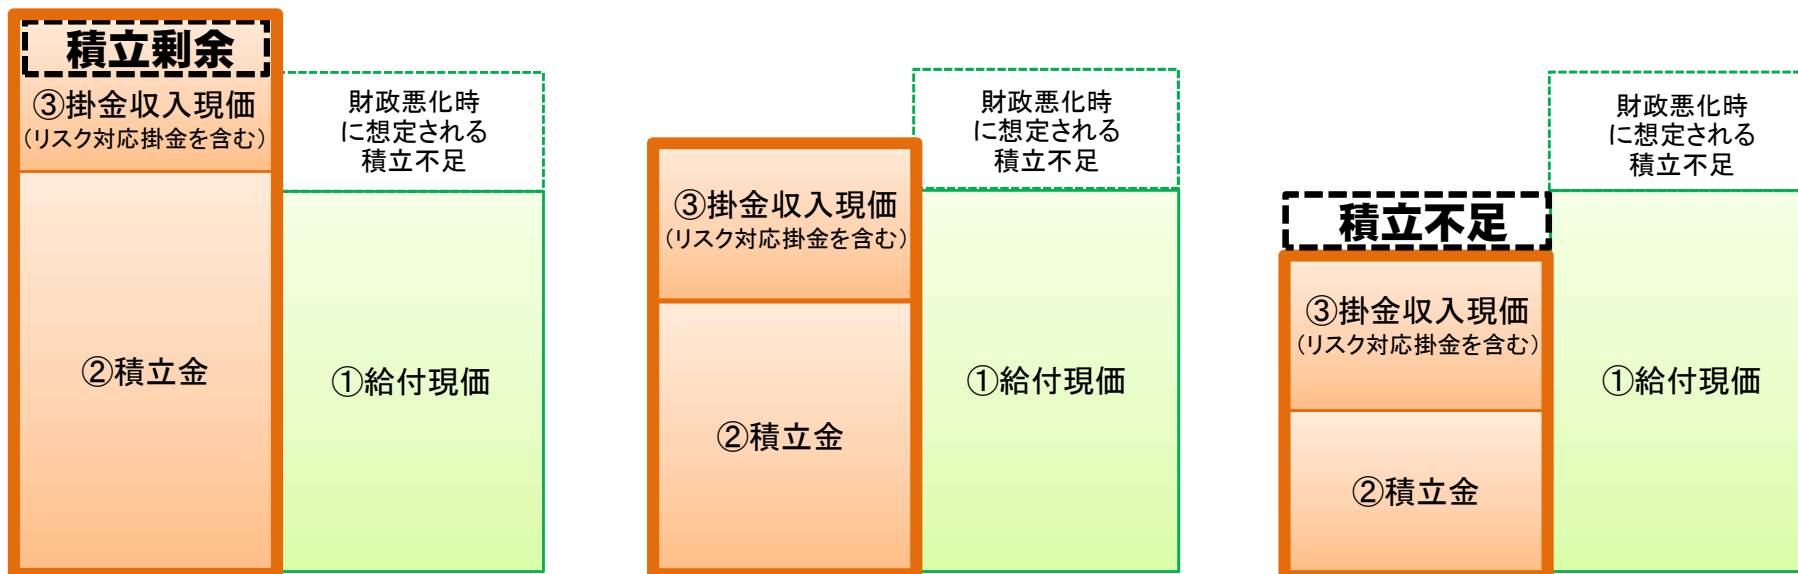 積立剰余
③掛金収入現価
(リスク対応掛金を含む)
②積立金
財政悪化時
に想定される
積立不足
①給付現価
③掛金収入現価
(リスク対応掛金を含む)
②積立金
財政悪化時
に想定される
積立不足
①給付現価
積立不足
③掛金収入現価
(リスク対応掛金を含む)
②積立金
財政悪化時
に想定される
積立不足
①給付現価